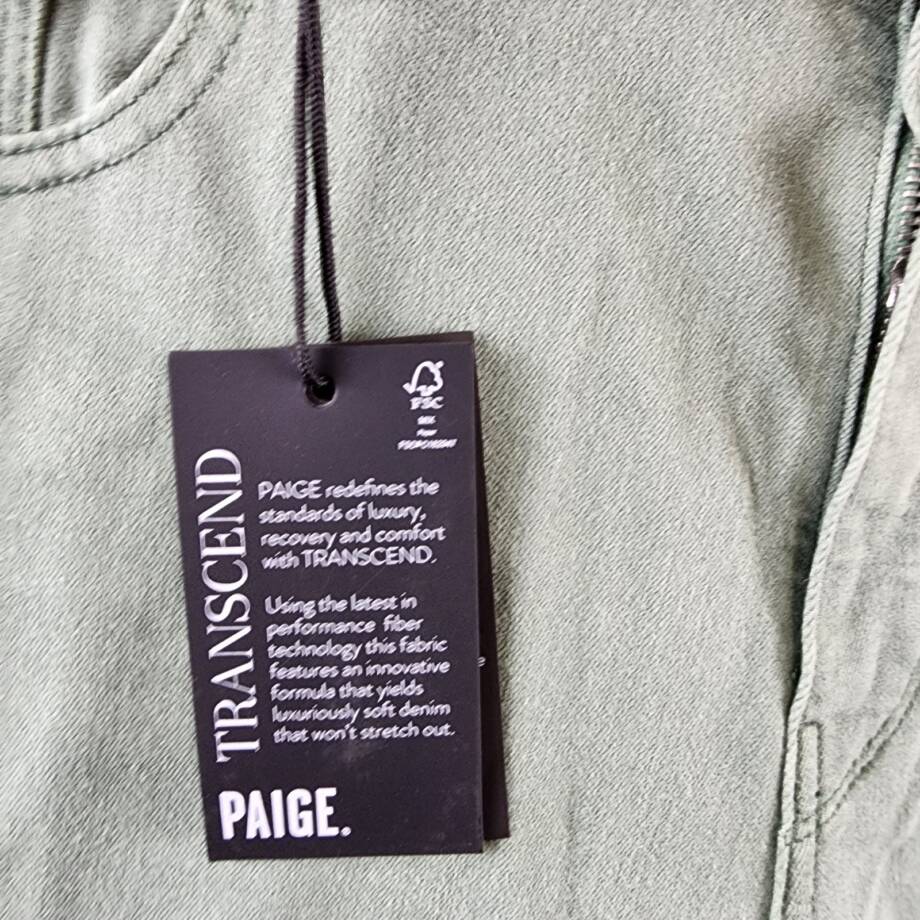 FSC
TRANSCEND
PAIGE redefines the
standards of luxury,
recovery and comfort
with TRANSCEND.
Using the latest in
performance fiber
technology this fabric
features an innovative
formula that yields
luxuriously soft denim
that won't stretch out.
PAIGE.